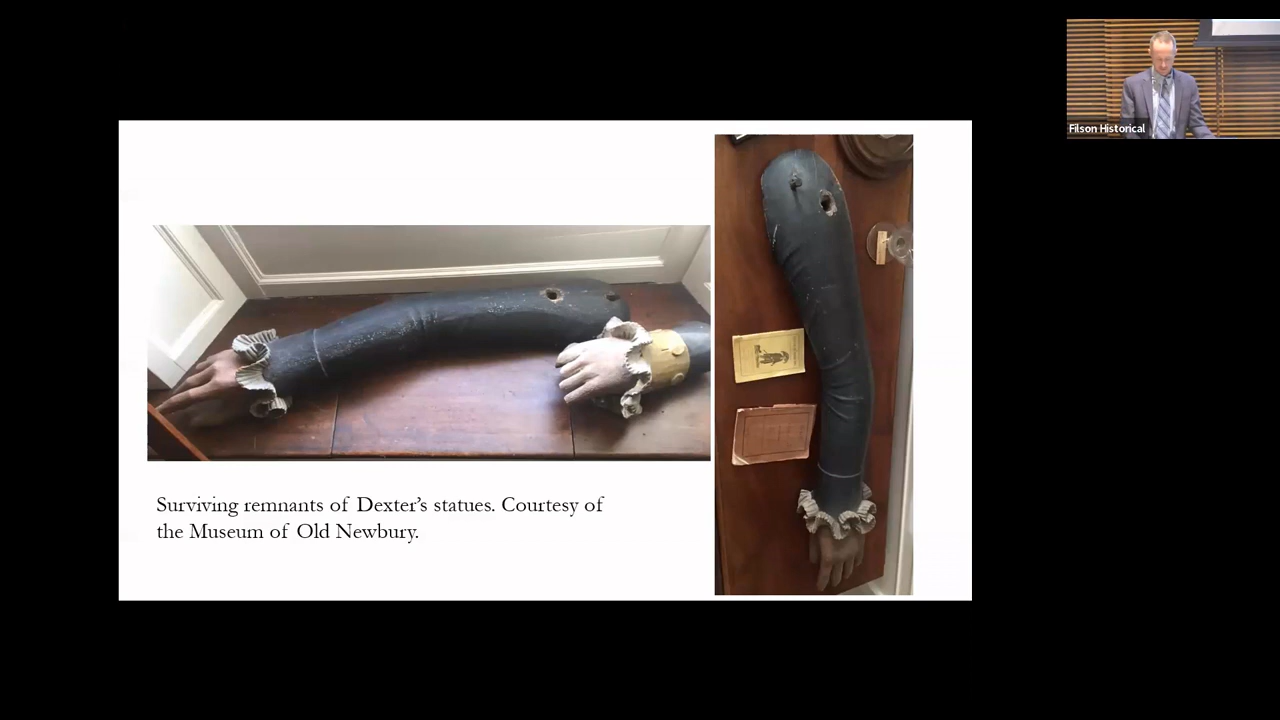 Filson Historical
Surviving remnants of Dexter's statues. Courtesy of
the Museum of Old Newbury.